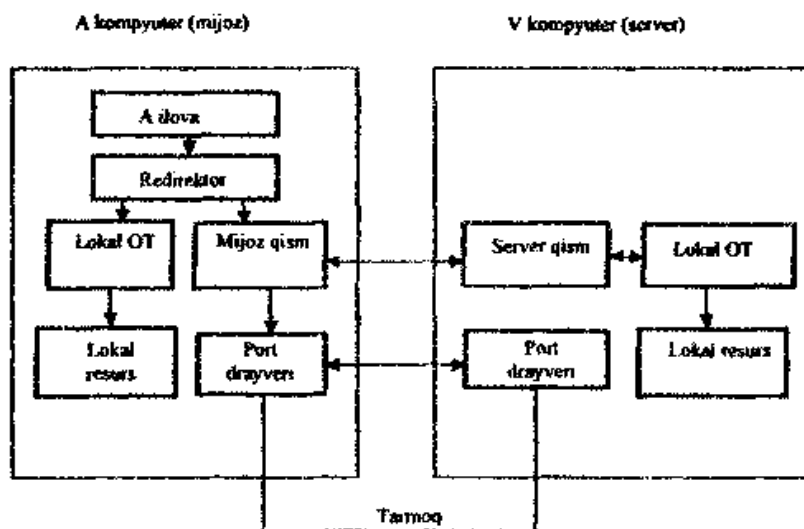 A kompyuter (mijoz)
V kompyuter (server)
A ilova
Redirektor
Lokal OT
Mijoz qism
Server qism
Lokal OT
Lokal
resurs
Port
drayveri
Port
drayveri
Lokal resurs
Tarmoq